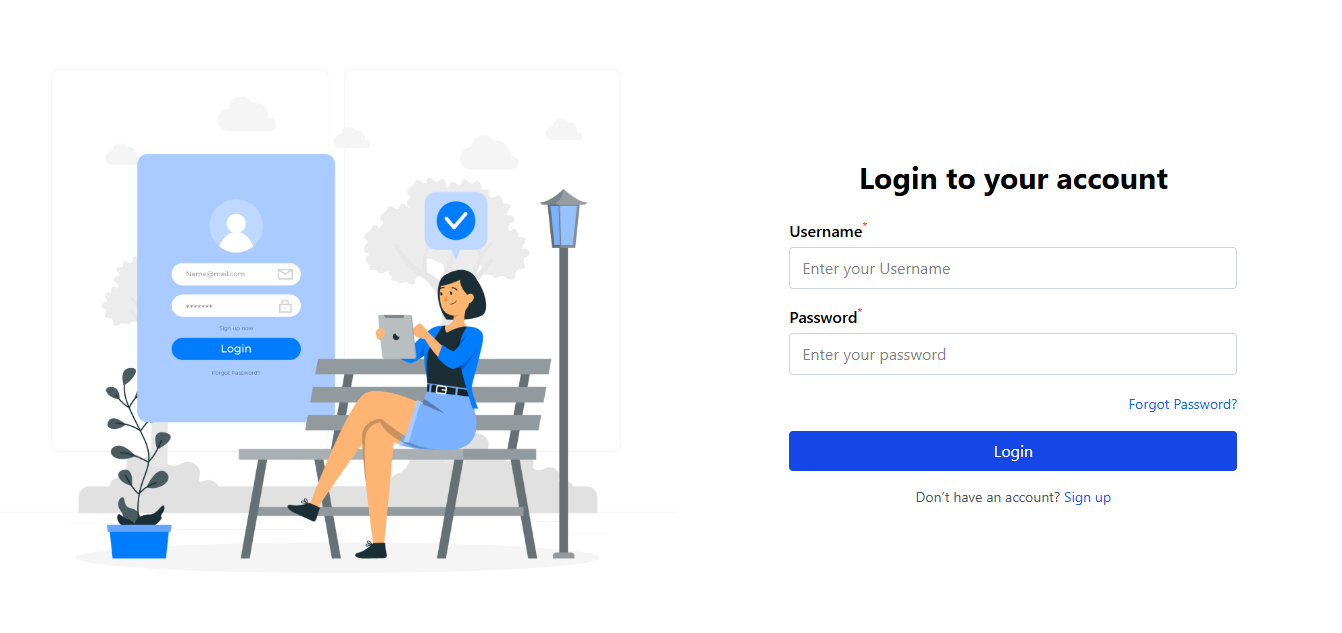 Name@mail.com
*******
Sign up now
Login
Forgot Password?
Login to your account
Username*
Enter your Username
Password*
Enter your password
Forgot Password?
Login
Don't have an account? Sign up